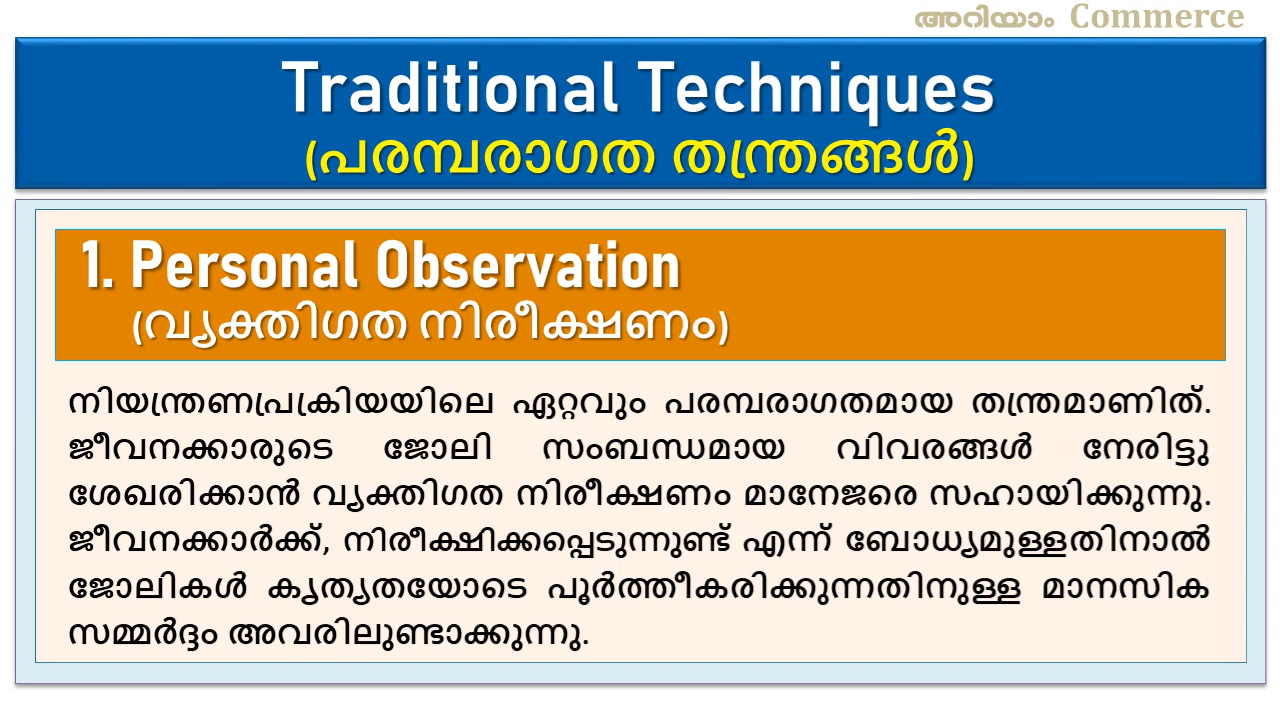 അറിയാം Commerce
Traditional Techniques
(പരമ്പരാഗത തന്ത്രങ്ങൾ)
1. Personal Observation
(വ്യക്തിഗത നിരീക്ഷണം)
നിയന്ത്രണപ്രക്രിയയിലെ ഏറ്റവും പരമ്പരാഗതമായ തന്ത്രമാണിത്.
ജീവനക്കാരുടെ ജോലി സംബന്ധമായ വിവരങ്ങൾ നേരിട്ടു
ശേഖരിക്കാൻ വ്യക്തിഗത നിരീക്ഷണം മാനേജരെ സഹായിക്കുന്നു.
ജീവനക്കാർക്ക്, നിരീക്ഷിക്കപ്പെടുന്നുണ്ട് എന്ന് ബോധ്യമുള്ളതിനാൽ
ജോലികൾ കൃത്യതയോടെ പൂർത്തീകരിക്കുന്നതിനുള്ള മാനസിക
സമ്മർദ്ദം അവരിലുണ്ടാക്കുന്നു.